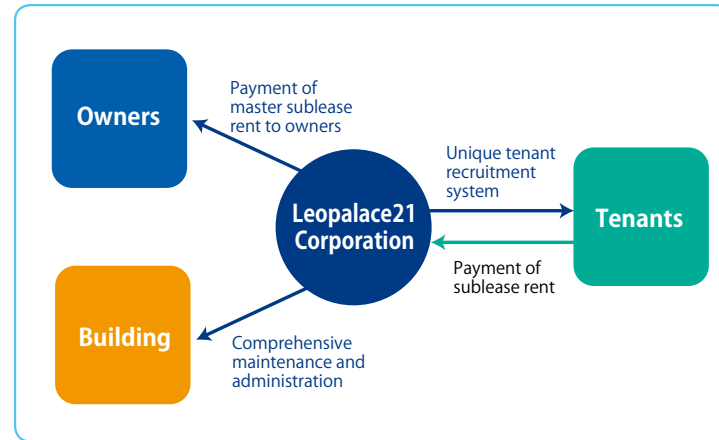 Owners
Payment of
master sublease
rent to owners
Unique tenant
recruitment
system
Leopalace21
Corporation
Tenants
Payment of
sublease rent
Building
Comprehensive
maintenance and
administration